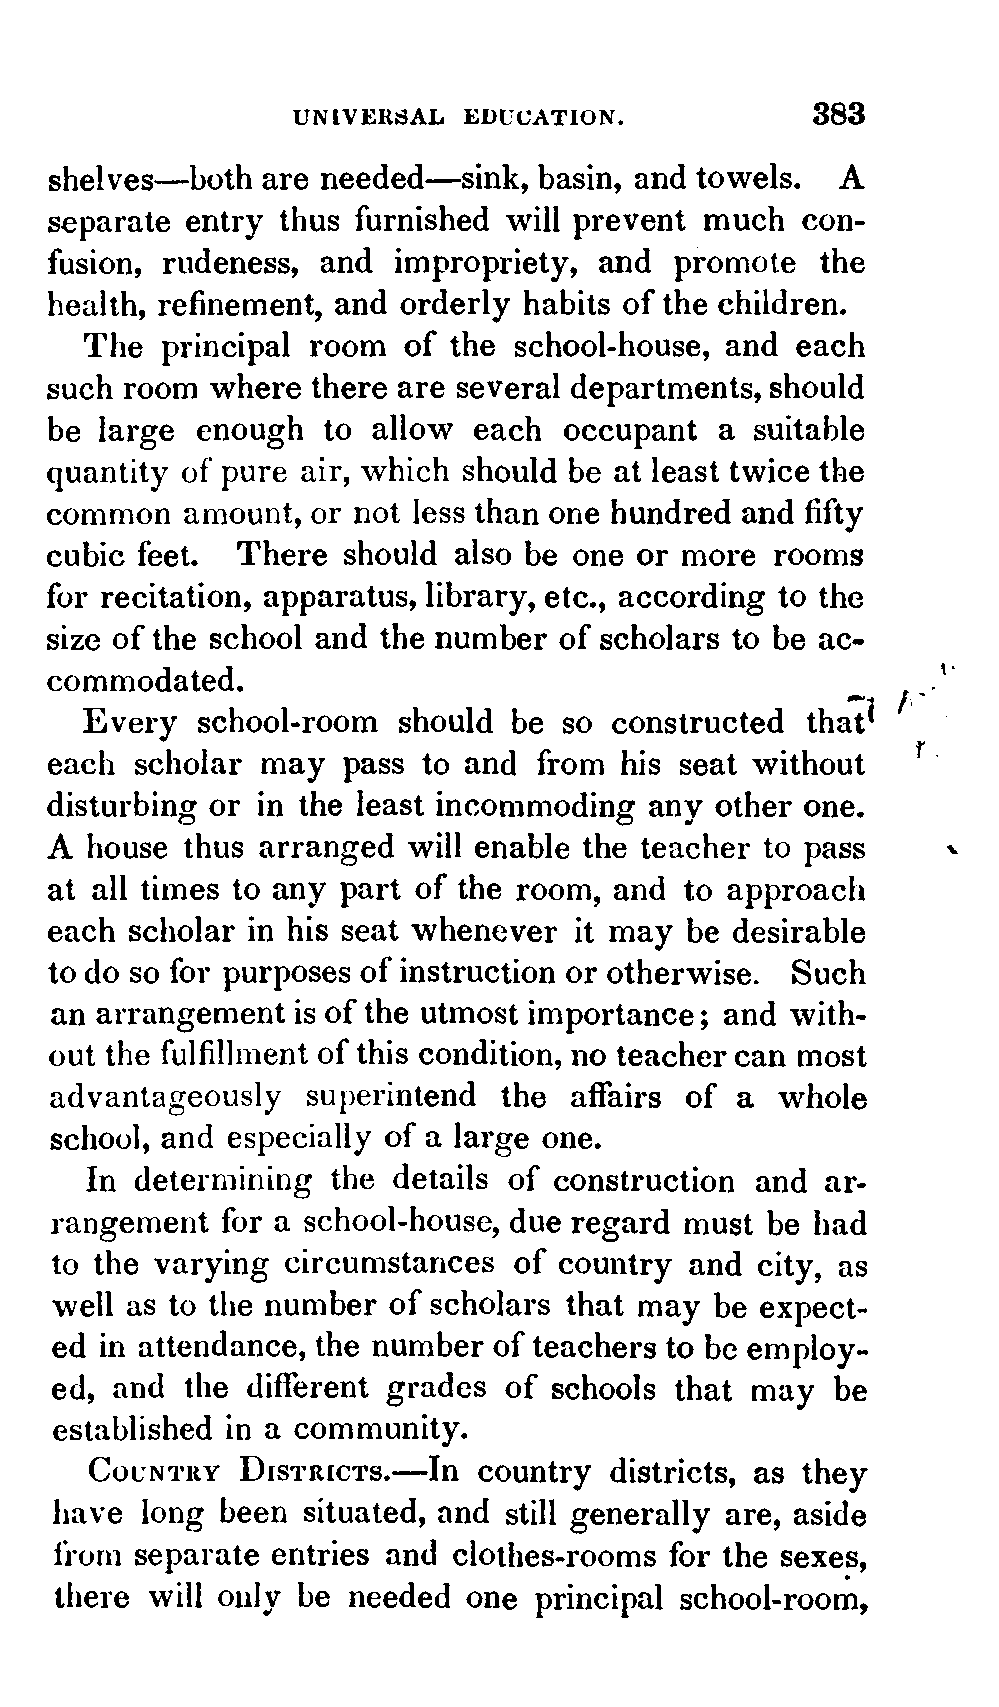 UNIVERSAL EDUCATION. 383
shelves—both are needed—sink, basin, and towels. A
separate entry thus furnished will prevent much con-
fusion, rudeness, and impropriety, and promote the
health, refinement, and orderly habits of the children.
The principal room of the school-house, and each
such room where there are several departments, should
be large enough to allow each occupant a suitable
quantity of pure air, which should be at least twice the
common amount, or not less than one hundred and fifty
cubic feet. There should also be one or more rooms
for recitation, apparatus, library, etc., according to the
size of the school and the number of scholars to be ac-
commodated.
Every school-room should be so constructed that
each scholar may pass to and from his seat without
disturbing or in the least incommoding any other one.
A house thus arranged will enable the teacher to pass
at all times to any part of the room, and to approach
each scholar in his seat whenever it may be desirable
to do so for purposes of instruction or otherwise. Such
an arrangement is of the utmost importance; and with-
out the fulfillment of this condition, no teacher can most
advantageously superintend the affairs of a whole
school, and especially of a large one.
In determining the details of construction and ar-
rangement for a school-house, due regard must be had
to the varying circumstances of country and city, as
well as to the number of scholars that may be expect-
ed in attendance, the number of teachers to be employ-
ed, and the different grades of schools that may be
established in a community.
COUNTRY DISTRICTS.—In country districts, as they
have long been situated, and still generally are, aside
from separate entries and clothes-rooms for the sexes,
there will only be needed one principal school-room,